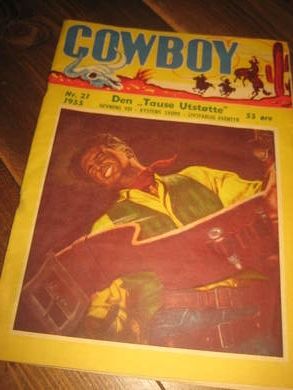 COWBOY
Nr. 21
1955
Den „Tause Utstøtte"
55 øre